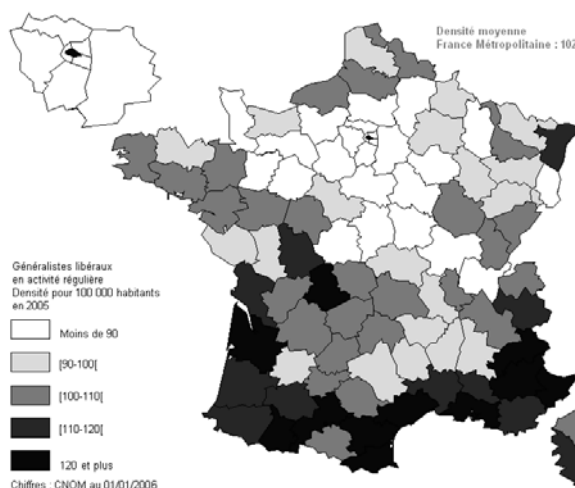 Densité moyenne
France Métropolitaine : 102
Généralistes libéraux
en activité régulière
Densité pour 100 000 habitants
en 2005
Moins de 90
[90-100[
[100-110[
[110-120[
120 et plus
Chiffres : CNOM au 01/01/2006